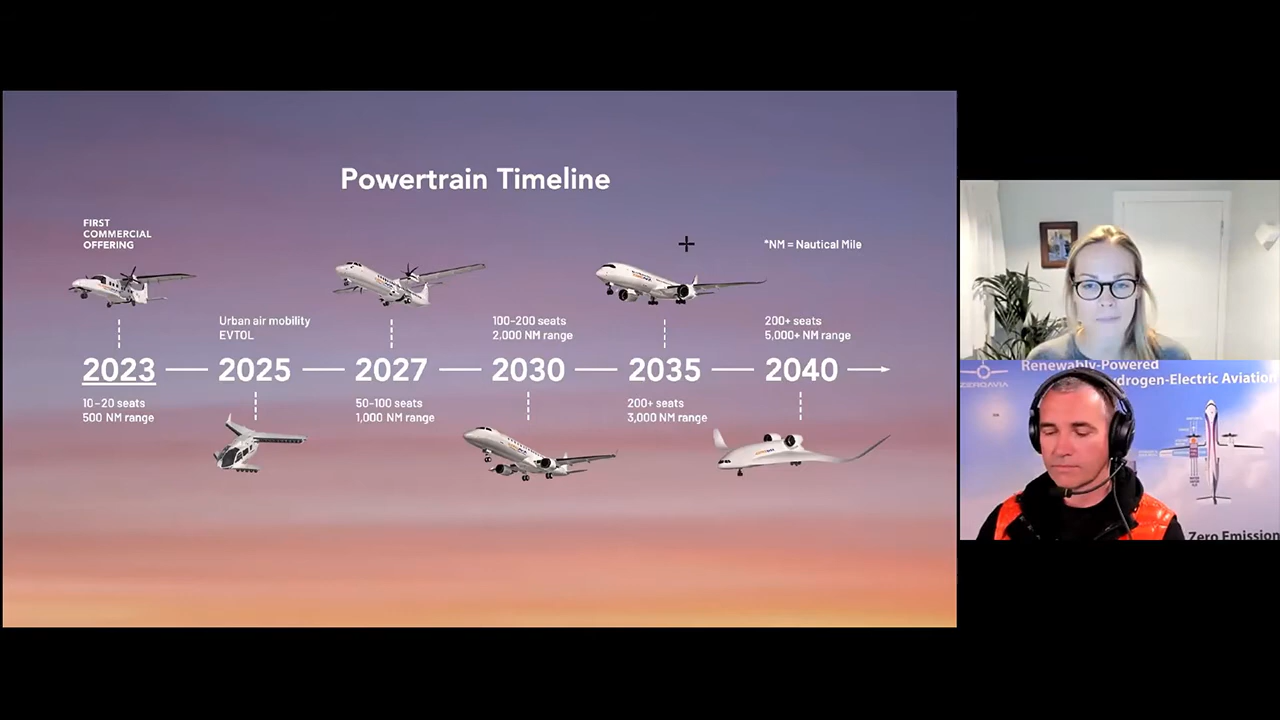 Powertrain Timeline
FIRST
COMMERCIAL
OFFERING
*NM = Nautical Mile
Urban air mobility
EVTOL
100-200 seats
2,000 NM range
200+ seats
5,000+ NM range
2023
2025
2027
2030
2035
2040
10-20 seats
500 NM range
50-100 seats
1,000 NM range
200+ seats
3,000 NM range
Renewably-Powered
ydrogen-Electric Aviation
ZEROAVIA
Zero Emission